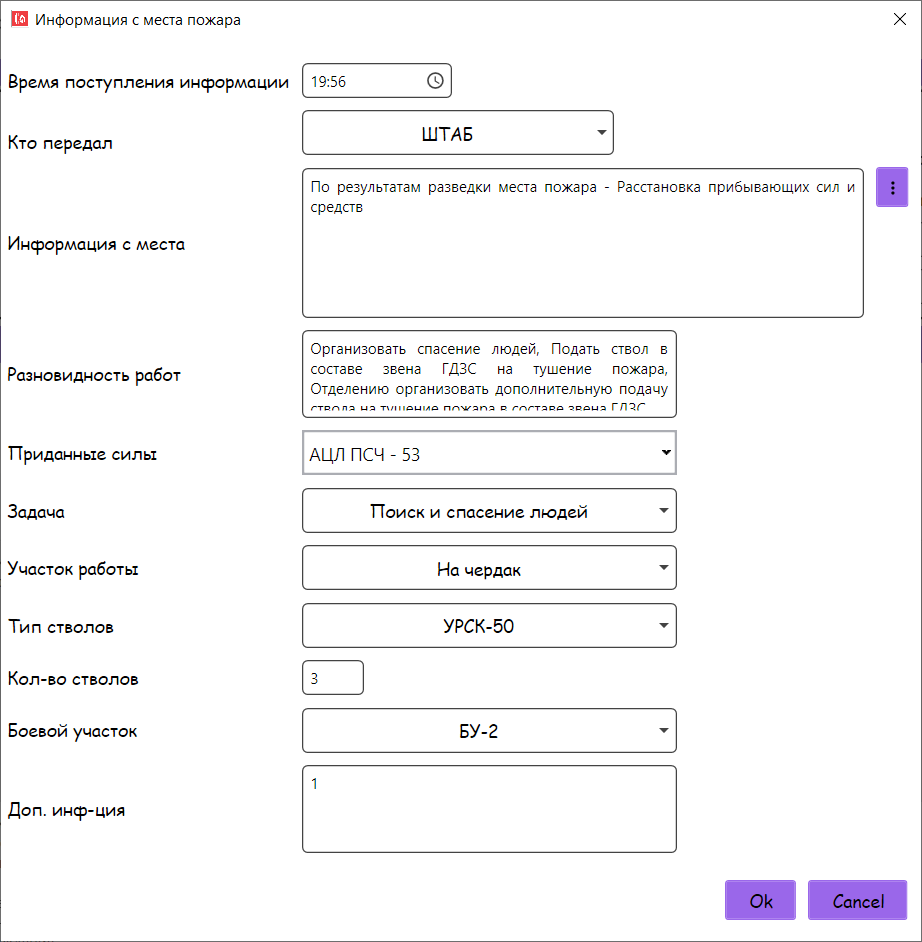 Информация с места пожара
Время поступления информации 19:56
Кто передал ШТАБ
По результатам разведки места пожара - Расстановка прибывающих сил и
средств
Информация с места
Организовать спасение людей, Подать ствол в
составе звена ГДЗС на тушение пожара,
Разновидность работ
Отделению организовать дополнительную подачу
ствола на тушение пожара в составе звена ГДЗС
Приданные силы АЦЛ ПСЧ - 53
Задача Поиск и спасение людей
Участок работы На чердак
Тип стволов УРСК-50
Кол-во стволов 3
Боевой участок БУ-2
1
Доп. инф-ция
Ok Cancel